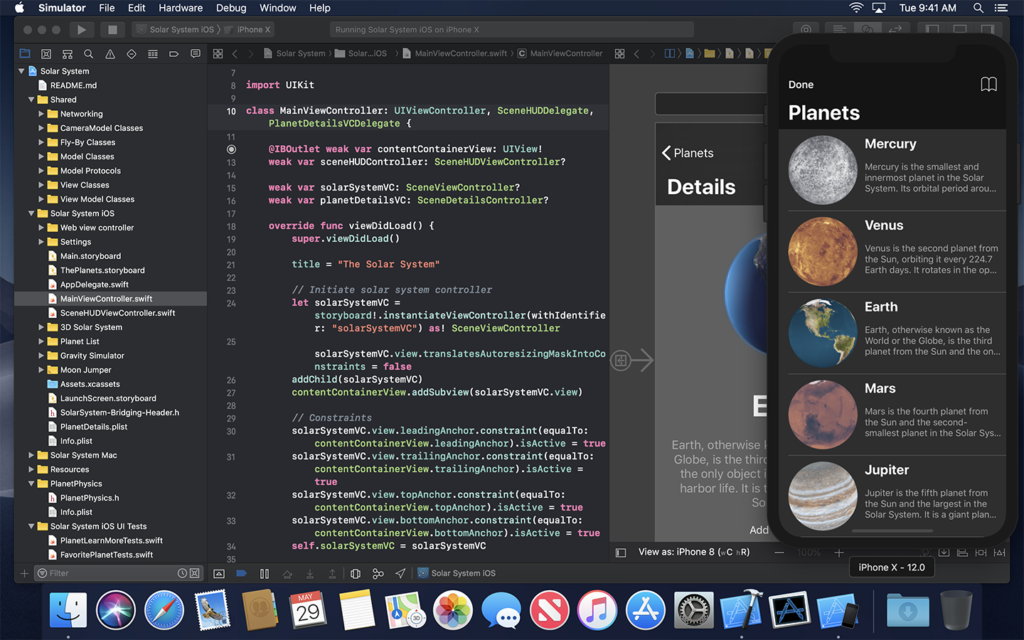 Simulator File Edit Hardware Debug Window Help
Tue 9:41 AM
Solar System iOS
iPhone X
Running Solar System iOS on iPhone X
Solar System
Solar...iOS
MainViewController.swift
MainViewController
Solar System
README.md
Shared
Networking
CameraModel Classes
Fly-By Classes
Model Classes
Model Protocols
View Classes
View Model Classes
Solar System iOS
Web view controller
Settings
Main.storyboard
ThePlanets.storyboard
AppDelegate.swift
MainViewController.swift
SceneHUDViewController.swift
3D Solar System
Planet List
Gravity Simulator
Moon Jumper
Assets.xcassets
LaunchScreen.storyboard
SolarSystem-Bridging-Header.h
PlanetDetails.plist
Info.plist
Solar System Mac
Resources
PlanetPhysics
PlanetPhysics.h
Info.plist
Solar System iOS UI Tests
PlanetLearnMoreTests.swift
FavoritePlanetTests.swift
Filter
7
8 import UIKit
9
10 class MainViewController: UIViewController, SceneHUDDelegate,
PlanetDetailsVCDelegate {
11
@IBOutlet weak var contentContainerView: UIView!
13 weak var sceneHUDController: SceneHUDViewController?
14
15 weak var solarSystemVC: SceneViewController?
16 weak var planetDetailsVC: SceneDetailsController?
17
18 override func viewDidLoad() {
19 super.viewDidLoad()
20
21 title = "The Solar System"
22
23 // Initiate solar system controller
24 let solarSystemVC =
storyboard!.instantiateViewController(withIdentifie
r: "solarSystemVC") as! SceneViewController
25
solarSystemVC.view.translatesAutoresizingMaskIntoCo
nstraints = false
26 addChild(solarSystemVC)
27 contentContainerView.addSubview(solarSystemVC.view)
28
29 // Constraints
30 solarSystemVC.view.leadingAnchor.constraint(equalTo:
contentContainerView.leadingAnchor).isActive = true
31 solarSystemVC.view.trailingAnchor.constraint(equalTo:
contentContainerView.trailingAnchor).isActive =
true
32 solarSystemVC.view.topAnchor.constraint(equalTo:
contentContainerView.topAnchor).isActive = true
33 solarSystemVC.view.bottomAnchor.constraint(equalTo:
contentContainerView.bottomAnchor).isActive = true
34 self.solarSystemVC = solarSystemVC
35
Solar System iOS
Planets
Details
E
Earth, otherwise k
Globe, is the third
the only object i
harbor life. It is t
So
Add
View as: iPhone 8 (wC hR)
100%
Done
Planets
Mercury
Mercury is the smallest and
innermost planet in the Solar
System. Its orbital period arou...
Venus
Venus is the second planet from
the Sun, orbiting it every 224.7
Earth days. It rotates in the op...
Earth
Earth, otherwise known as the
World or the Globe, is the third
planet from the Sun and the on...
Mars
Mars is the fourth planet from
the Sun and the second-
smallest planet in the Solar Sys...
Jupiter
Jupiter is the fifth planet from
the Sun and the largest in the
Solar System. It is a giant plan...
iPhone X - 12.0
MAY
29
3D